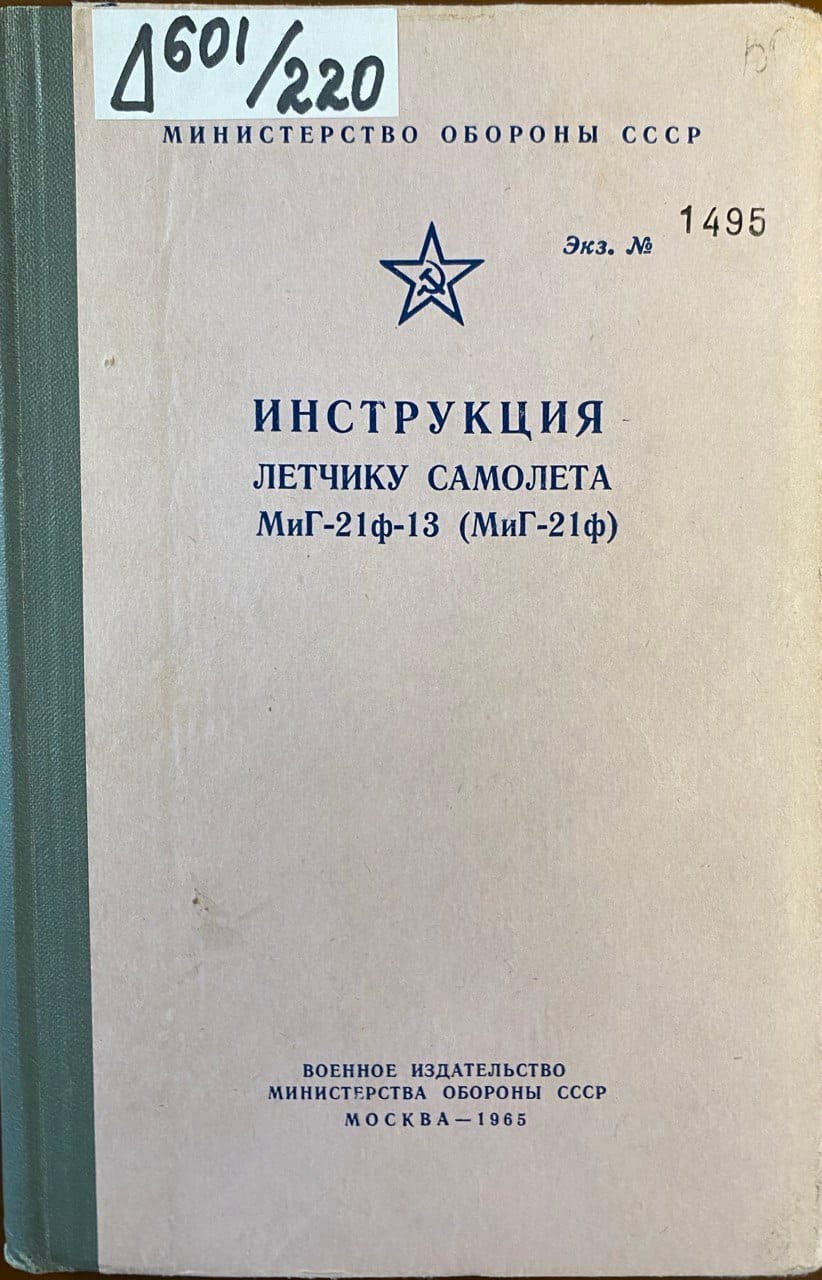 Д601/220
МИНИСТЕРСТВО ОБОРОНЫ СССР
Экз. № 1495
ИНСТРУКЦИЯ
ЛЕТЧИКУ САМОЛЕТА
МиГ-21ф-13 (МиГ-21ф)
ВОЕННОЕ ИЗДАТЕЛЬСТВО
МИНИСТЕРСТВА ОБОРОНЫ СССР
МОСКВА — 1965